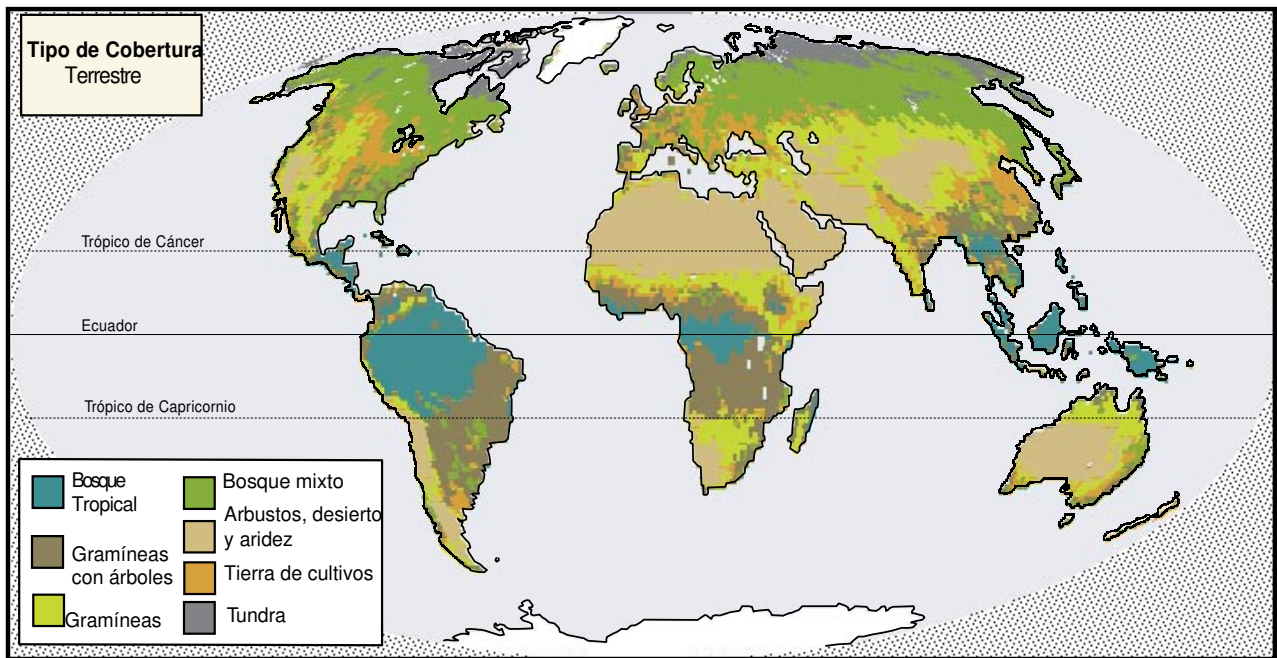 Tipo de Cobertura
Terrestre
Trópico de Cáncer
Ecuador
Trópico de Capricornio
Bosque
Tropical
Gramíneas
con árboles
Gramíneas
Bosque mixto
Arbustos, desierto
y aridez
Tierra de cultivos
Tundra